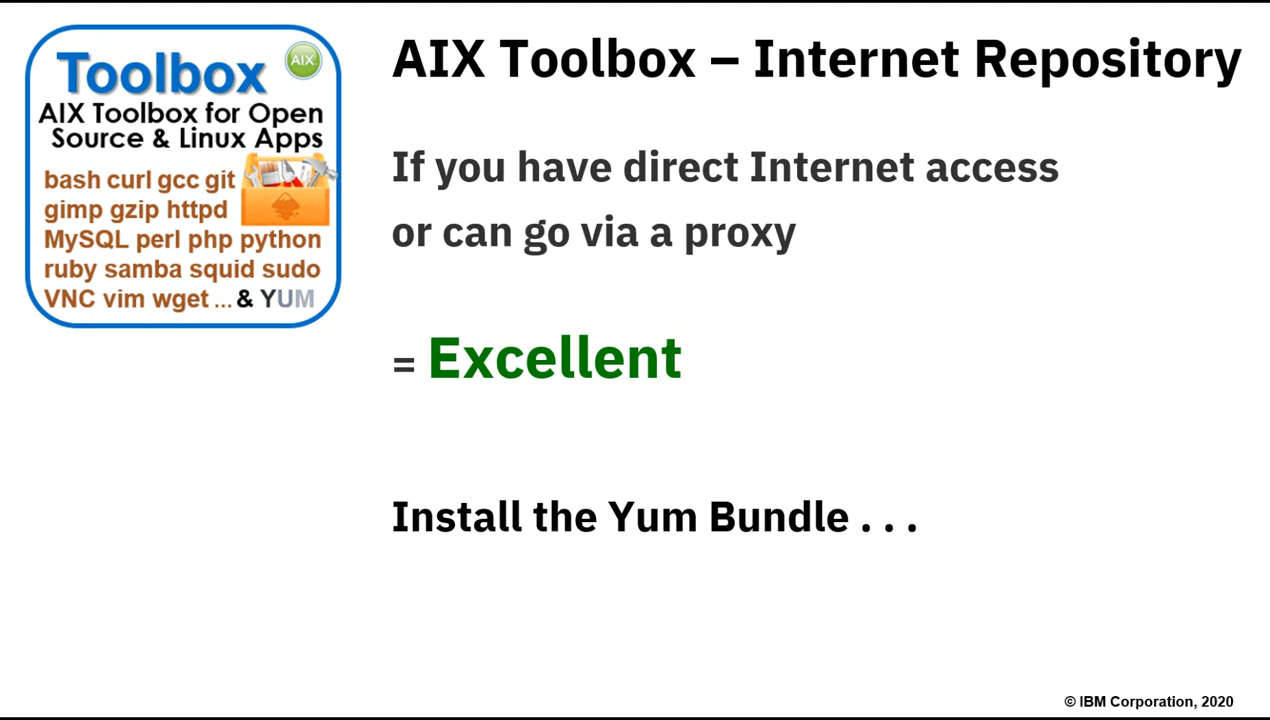 Toolbox
AIX
AIX Toolbox for Open
Source & Linux Apps
bash curl gcc git
gimp gzip httpd
MySQL perl php python
ruby samba squid sudo
VNC vim wget ... & YUM
AIX Toolbox – Internet Repository
If you have direct Internet access
or can go via a proxy
= Excellent
Install the Yum Bundle . . .
© IBM Corporation, 2020